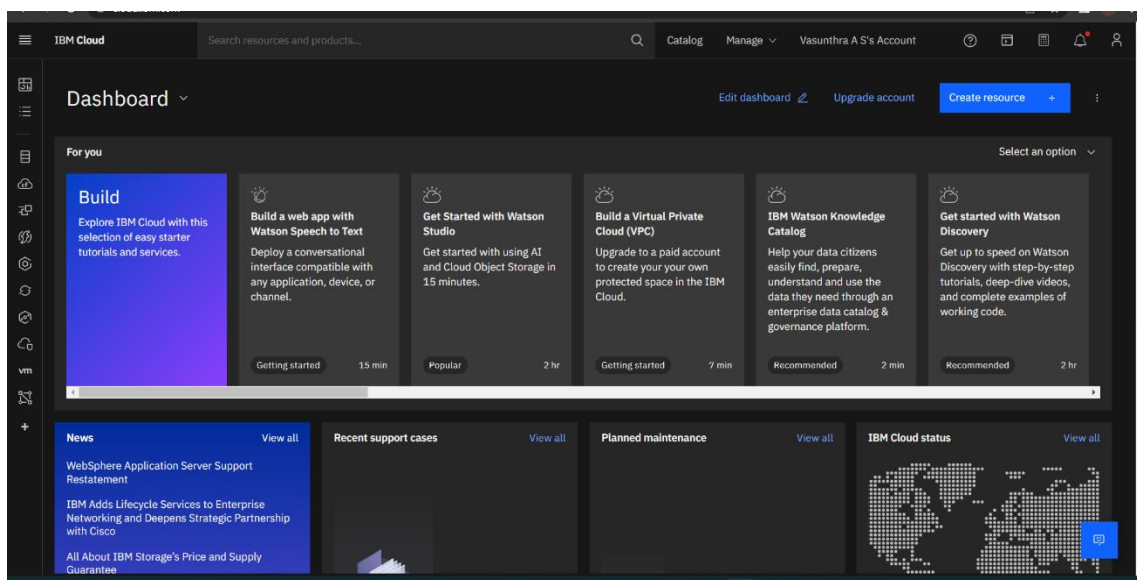 IBM Cloud
Search resources and products...
Catalog
Manage
Vasunthra A S's Account
Dashboard
Edit dashboard
Upgrade account
Create resource +
For you
Select an option
Build
Explore IBM Cloud with this
selection of easy starter
tutorials and services.
Build a web app with
Watson Speech to Text
Deploy a conversational
interface compatible with
any application, device, or
channel.
Getting started
15 min
Get Started with Watson
Studio
Get started with using AI
and Cloud Object Storage in
15 minutes.
Popular
2 hr
Build a Virtual Private
Cloud (VPC)
Upgrade to a paid account
to create your your own
protected space in the IBM
Cloud.
Getting started
7 min
IBM Watson Knowledge
Catalog
Help your data citizens
easily find, prepare,
understand and use the
data they need through an
enterprise data catalog &
governance platform.
Recommended
2 min
Get started with Watson
Discovery
Get up to speed on Watson
Discovery with step-by-step
tutorials, deep-dive videos,
and complete examples of
working code.
Recommended
2 hr
vm
News
View all
WebSphere Application Server Support
Restatement
IBM Adds Lifecycle Services to Enterprise
Networking and Deepens Strategic Partnership
with Cisco
All About IBM Storage's Price and Supply
Guarantee
Recent support cases
View all
Planned maintenance
View all
IBM Cloud status
View all